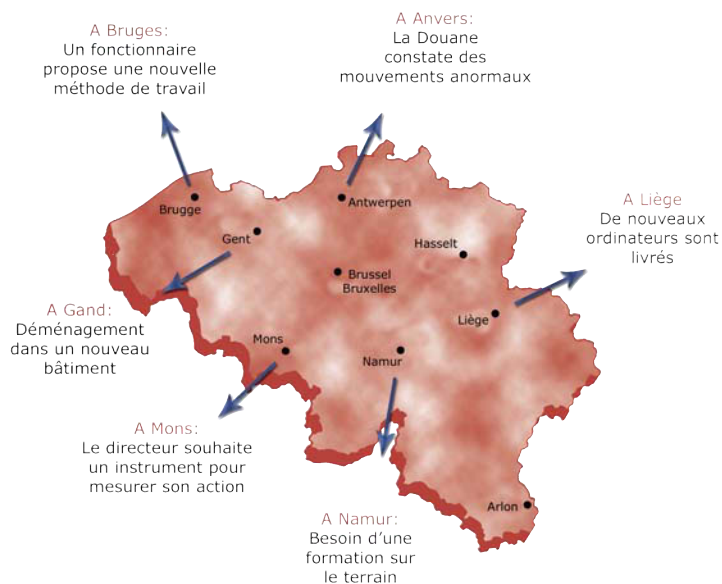 A Bruges:
Un fonctionnaire
propose une nouvelle
méthode de travail
A Anvers:
La Douane
constate des
mouvements anormaux
A Liège
De nouveaux
ordinateurs sont
livrés
Brugge
Antwerpen
Gent
Hasselt
Brussel
Bruxelles
Liège
Mons
Namur
Arlon
A Gand:
Déménagement
dans un nouveau
bâtiment
A Mons:
Le directeur souhaite
un instrument pour
mesurer son action
A Namur:
Besoin d'une
formation sur
le terrain